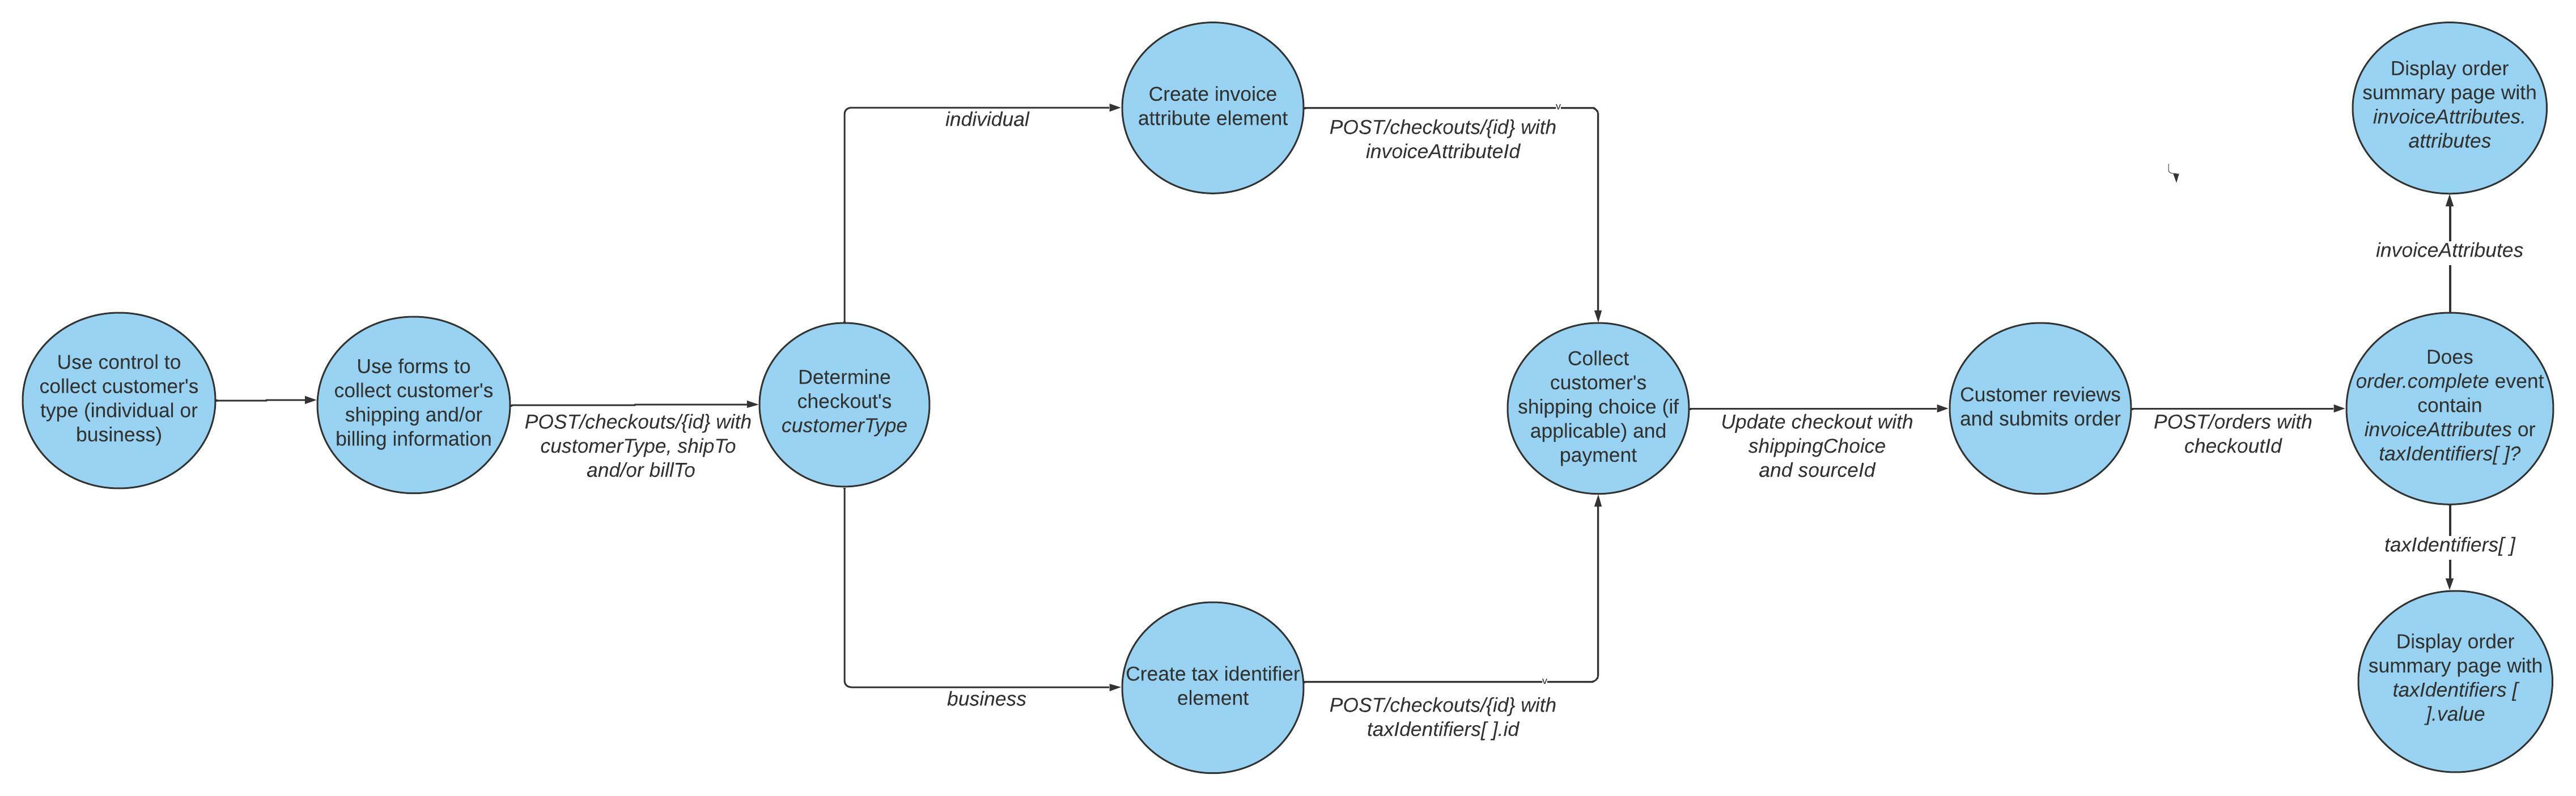 Use control to
collect customer's
type (individual or
business)
Use forms to
collect customer's
shipping and/or
billing information
POST/checkouts/{id} with
customerType, shipTo
and/or billTo
Determine
checkout's
customerType
individual
Create invoice
attribute element
POST/checkouts/{id} with
invoiceAttributeId
business
Create tax identifier
element
POST/checkouts/{id} with
taxIdentifiers[ ].id
Collect
customer's
shipping choice (if
applicable) and
payment
Update checkout with
shippingChoice
and sourceId
Customer reviews
and submits order
POST/orders with
checkoutId
Does
order.complete event
contain
invoiceAttributes or
taxIdentifiers[ ]?
invoiceAttributes
Display order
summary page with
invoiceAttributes.
attributes
taxIdentifiers[ ]
Display order
summary page with
taxIdentifiers [
].value